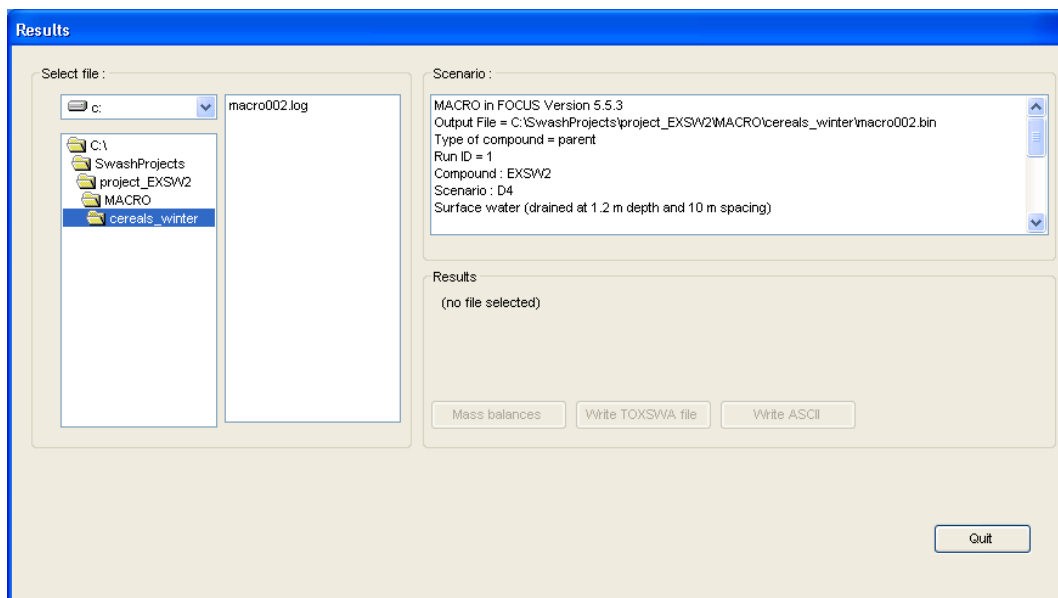 Results
Select file :
c:
C:\
SwashProjects
project_EXSW2
MACRO
cereals_winter
macro002.log
Scenario :
MACRO in FOCUS Version 5.5.3
Output File = C:\SwashProjects\project_EXSW2\MACRO\cereals_winter\macro002.bin
Type of compound = parent
Run ID = 1
Compound : EXSW2
Scenario : D4
Surface water (drained at 1.2 m depth and 10 m spacing)
Results
(no file selected)
Mass balances
Write TOXSWA file
Write ASCII
Quit